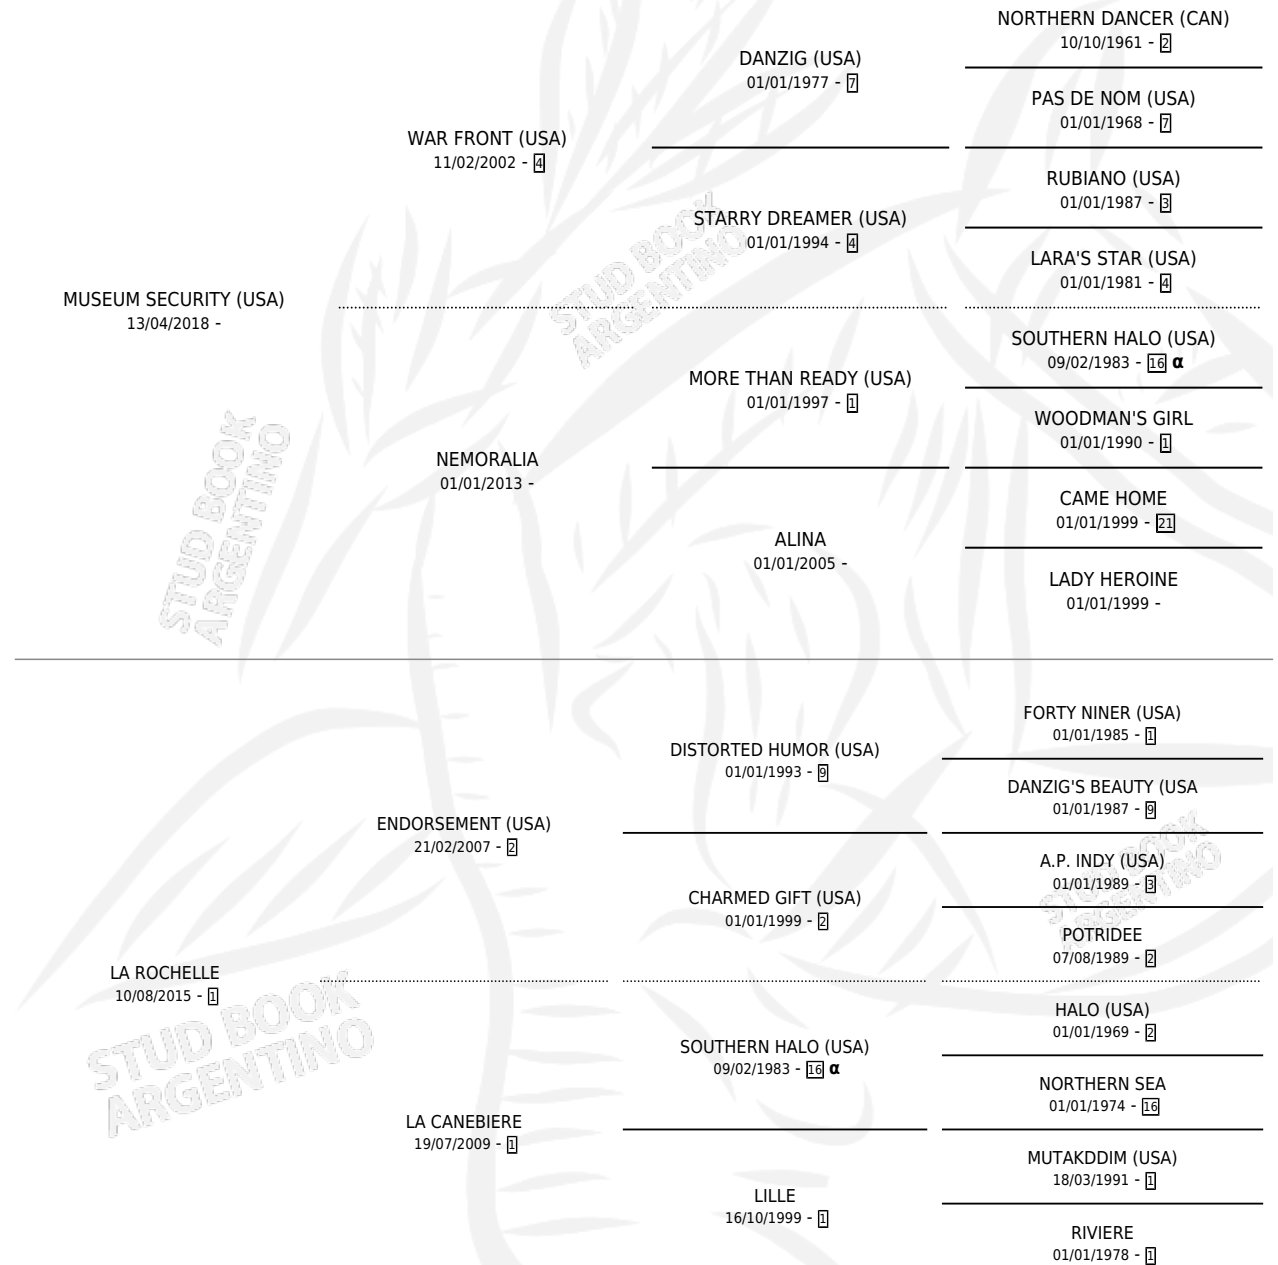 NORTHERN DANCER (CAN)
10/10/1961 - 2
DANZIG (USA)
01/01/1977 - 7
PAS DE NOM (USA)
01/01/1968 - 7
WAR FRONT (USA)
11/02/2002 - 4
RUBIANO (USA)
01/01/1987 - 3
STARRY DREAMER (USA)
01/01/1994 - 4
LARA'S STAR (USA)
01/01/1981 - 4
MUSEUM SECURITY (USA)
13/04/2018 -
SOUTHERN HALO (USA)
09/02/1983 - 16 α
MORE THAN READY (USA)
01/01/1997 - 1
WOODMAN'S GIRL
01/01/1990 - 1
NEMORALIA
01/01/2013 -
CAME HOME
01/01/1999 - 21
ALINA
01/01/2005 -
LADY HEROINE
01/01/1999 -
FORTY NINER (USA)
01/01/1985 - 1
DISTORTED HUMOR (USA)
01/01/1993 - 9
DANZIG'S BEAUTY (USA
01/01/1987 - 9
ENDORSEMENT (USA)
21/02/2007 - 2
A.P. INDY (USA)
01/01/1989 - 3
CHARMED GIFT (USA)
01/01/1999 - 2
POTRIDEE
07/08/1989 - 2
LA ROCHELLE
10/08/2015 - 1
HALO (USA)
01/01/1969 - 2
SOUTHERN HALO (USA)
09/02/1983 - 16 α
NORTHERN SEA
01/01/1974 - 16
LA CANEBIERE
19/07/2009 - 1
MUTAKDDIM (USA)
18/03/1991 - 1
LILLE
16/10/1999 - 1
RIVIERE
01/01/1978 - 1
STUD BOOK
ARGENTINO
STUD BOOK
ARGENTINO
STUD BOOK
ARGENTINO
STUD BOOK
ARGENTINO